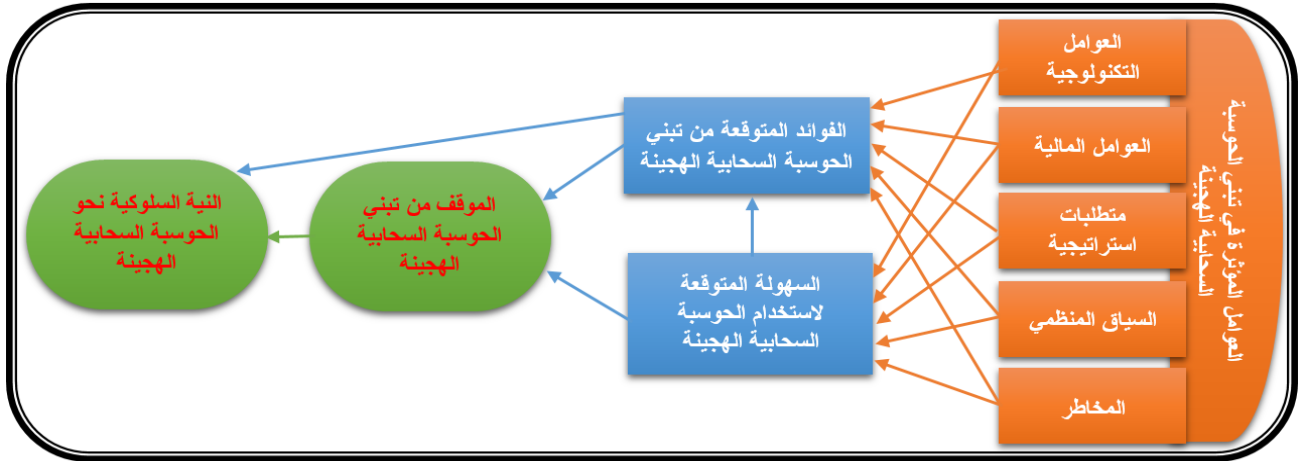 العوامل المؤثرة في تبني الحوسبة
السحابية الهجينة
العوامل
التكنولوجية
العوامل المالية
متطلبات
استراتيجية
السياق المنظمي
المخاطر
الفوائد المتوقعة من تبني
الحوسبة السحابية الهجينة
السهولة المتوقعة
لاستخدام الحوسبة
السحابية الهجينة
الموقف من تبني
الحوسبة السحابية
الهجينة
النية السلوكية نحو
الحوسبة السحابية
الهجينة